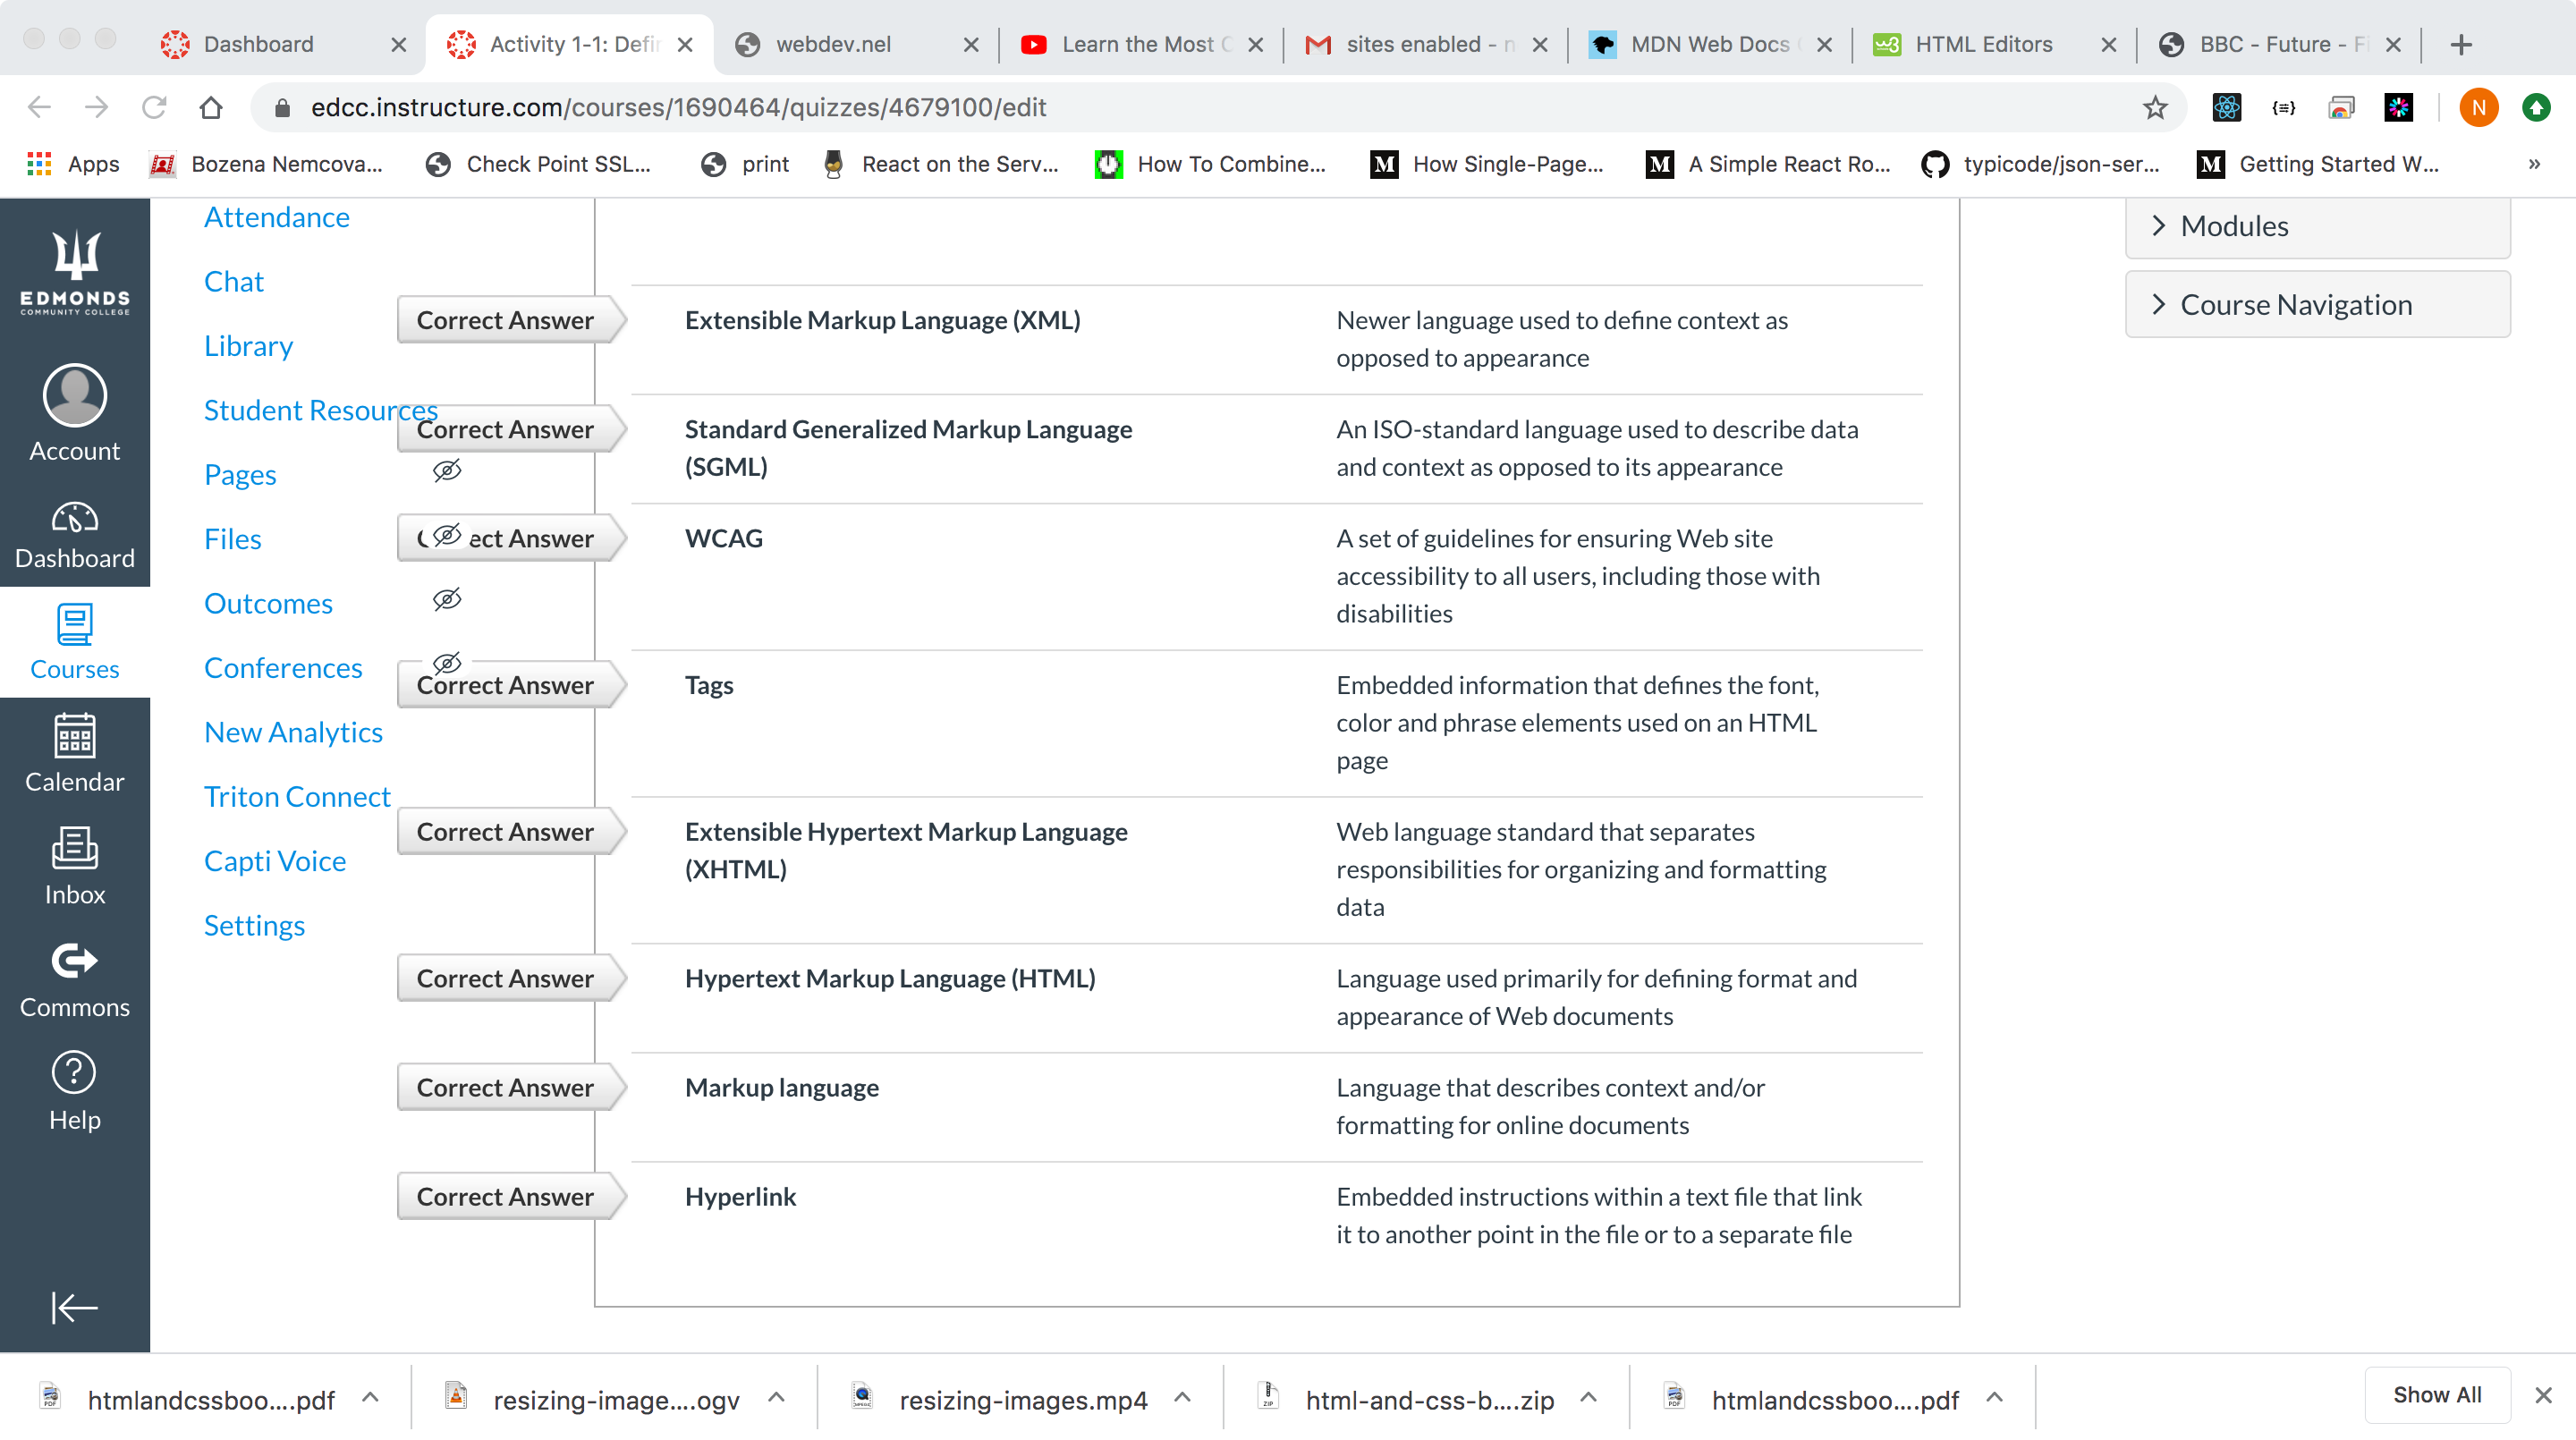 Dashboard
Activity 1-1: Defin
webdev.nel
Learn the Most C
sites enabled - n
MDN Web Docs
HTML Editors
BBC - Future - Fi
edcc.instructure.com/courses/1690464/quizzes/4679100/edit
N
Apps
Bozena Nemcova...
Check Point SSL...
print
React on the Serv...
How To Combine...
How Single-Page...
A Simple React Ro...
typicode/json-ser...
Getting Started W...
»
EDMONDS
COMMUNITY COLLEGE
Account
Dashboard
Courses
Calendar
Inbox
Commons
Help
Attendance
Chat
Library
Student Resources
Pages
Files
Outcomes
Conferences
New Analytics
Triton Connect
Capti Voice
Settings
Correct Answer
Extensible Markup Language (XML)
Newer language used to define context as
opposed to appearance
Correct Answer
Standard Generalized Markup Language
(SGML)
An ISO-standard language used to describe data
and context as opposed to its appearance
Correct Answer
WCAG
A set of guidelines for ensuring Web site
accessibility to all users, including those with
disabilities
Correct Answer
Tags
Embedded information that defines the font,
color and phrase elements used on an HTML
page
Correct Answer
Extensible Hypertext Markup Language
(XHTML)
Web language standard that separates
responsibilities for organizing and formatting
data
Correct Answer
Hypertext Markup Language (HTML)
Language used primarily for defining format and
appearance of Web documents
Correct Answer
Markup language
Language that describes context and/or
formatting for online documents
Correct Answer
Hyperlink
Embedded instructions within a text file that link
it to another point in the file or to a separate file
Modules
Course Navigation
htmlandcssboo....pdf
resizing-image....ogv
resizing-images.mp4
html-and-css-b....zip
htmlandcssboo....pdf
Show All